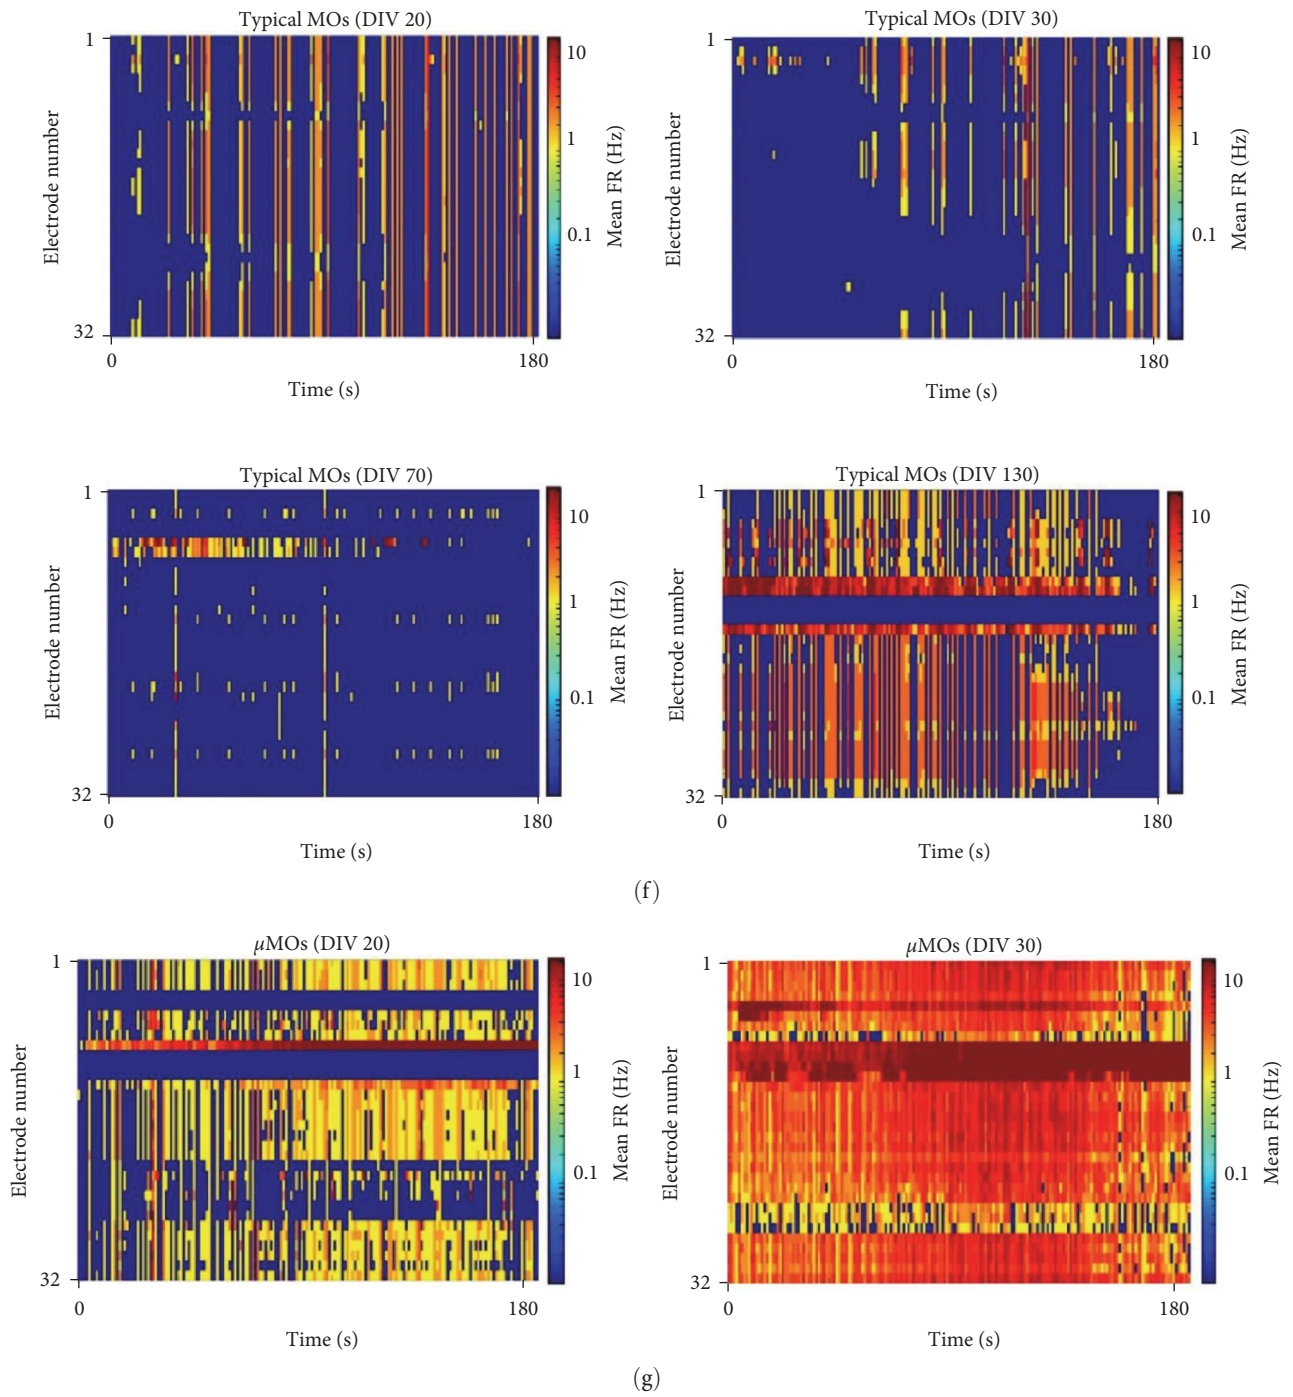 Typical MOs (DIV 20)
1
32
Electrode number
0
180
Time (s)
10
1
0.1
Mean FR (Hz)
Typical MOs (DIV 30)
1
32
Electrode number
0
180
Time (s)
10
1
0.1
Mean FR (Hz)
Typical MOs (DIV 70)
1
32
Electrode number
0
180
Time (s)
10
1
0.1
Mean FR (Hz)
Typical MOs (DIV 130)
1
32
Electrode number
0
180
Time (s)
10
1
0.1
Mean FR (Hz)
(f)
μMOs (DIV 20)
1
32
Electrode number
0
180
Time (s)
10
1
0.1
Mean FR (Hz)
μMOs (DIV 30)
1
32
Electrode number
0
180
Time (s)
10
1
0.1
Mean FR (Hz)
(g)